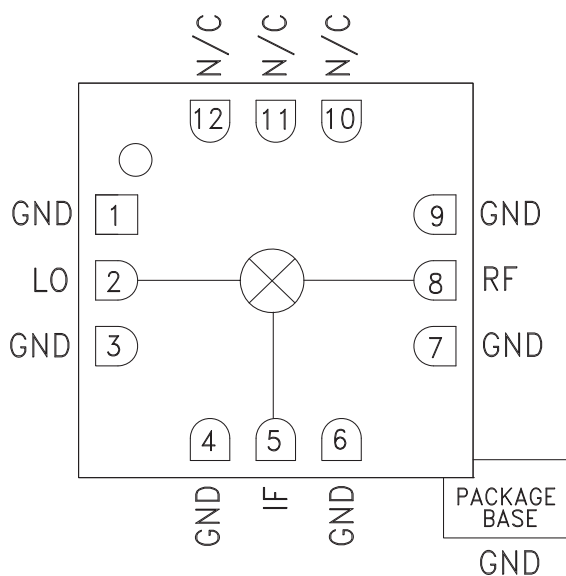 N/C
N/C
N/C
12
11
10
GND
1
9
GND
LO
2
8
RF
GND
3
7
GND
4
5
6
GND
IF
GND
PACKAGE
BASE
GND